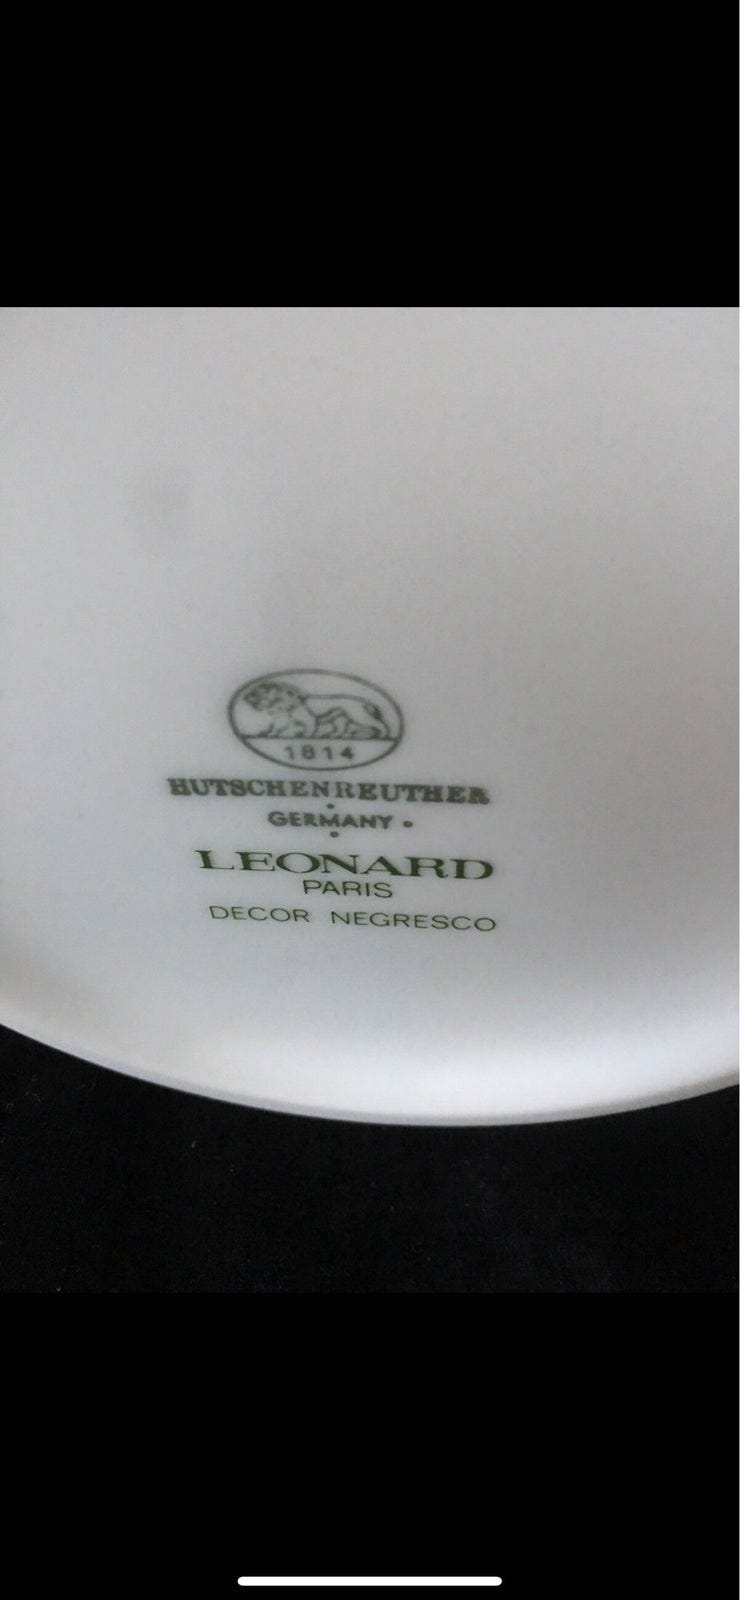 1814
HUTSCHENREUTHER
GERMANY
LEONARD
PARIS
DECOR NEGRESCO